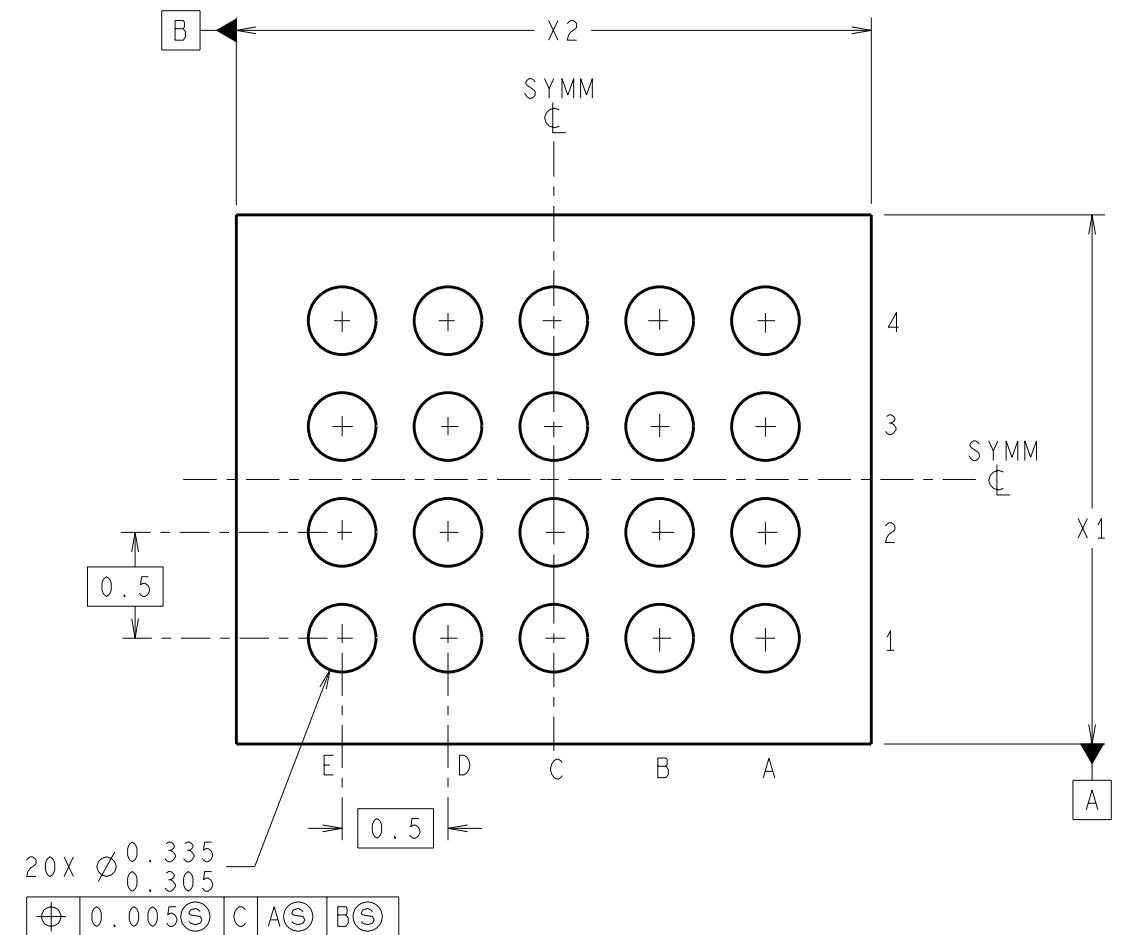 B
X2
SYMM
℄
4
3
SYMM
℄
2
X1
0.5
1
E D C B A
A
0.5
20X ⌀ 0.335
0.305
⌖ 0.005Ⓢ C AⓈ BⓈ